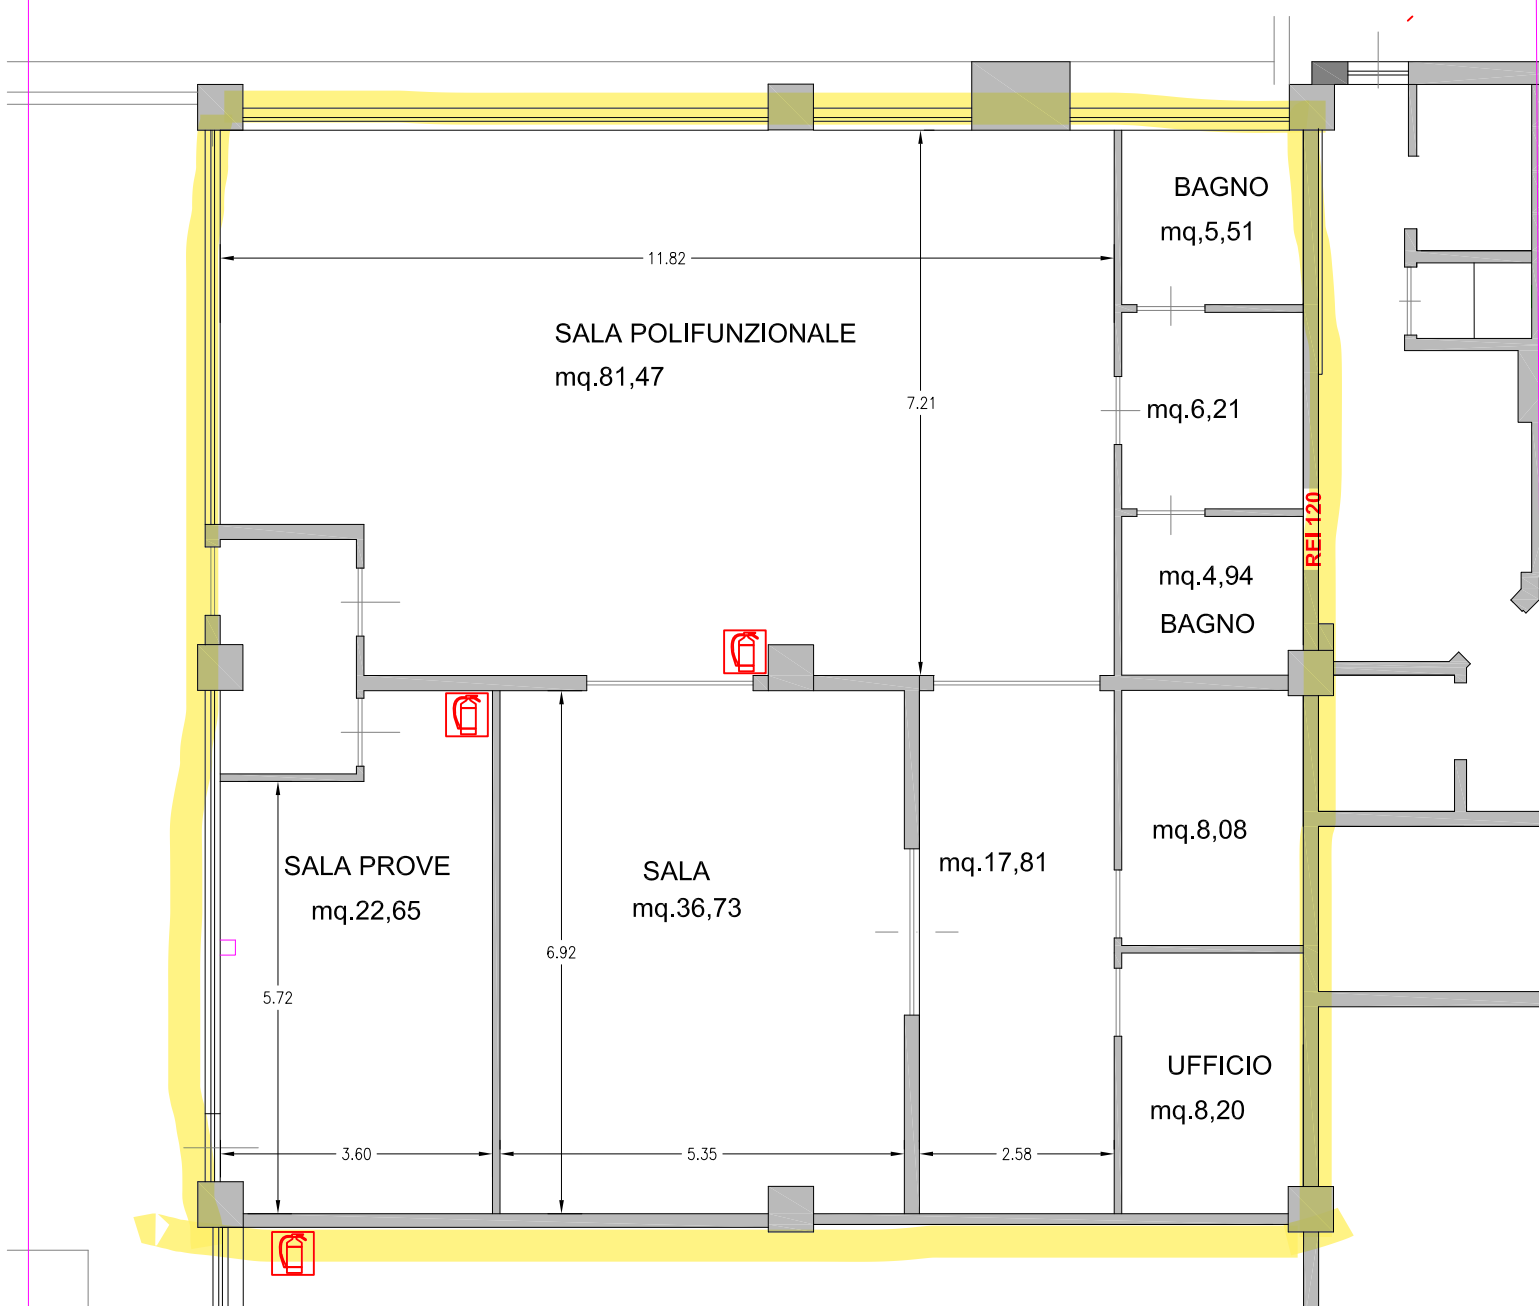 BAGNO
mq,5,51
11.82
SALA POLIFUNZIONALE
mq.81,47
7.21
mq.6,21
REI 120
mq.4,94
BAGNO
mq.8,08
SALA PROVE
mq.22,65
SALA
mq.36,73
mq.17,81
6.92
5.72
UFFICIO
mq.8,20
3.60
5.35
2.58